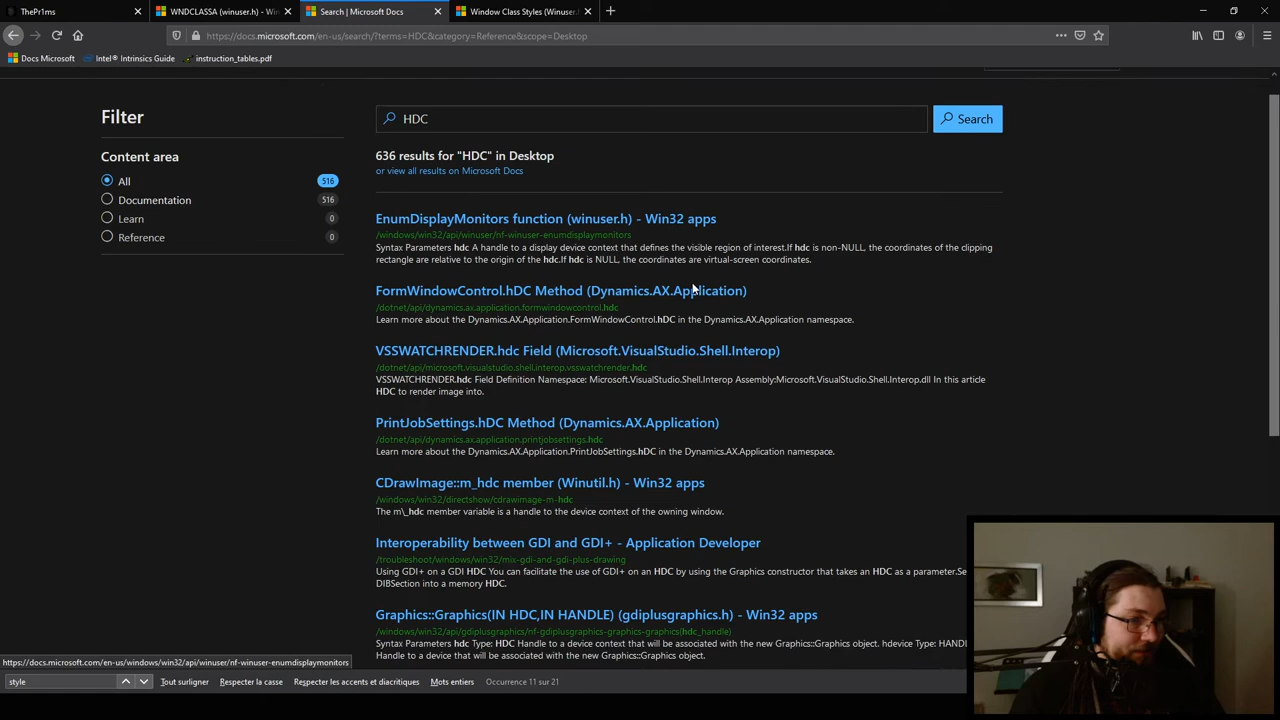 ThePr1ms
WNDCLASSA (winuser.h) - Win
Search | Microsoft Docs
Window Class Styles (Winuser.
https://docs.microsoft.com/en-us/search/?terms=HDC&category=Reference&scope=Desktop
Docs Microsoft
Intel® Intrinsics Guide
instruction_tables.pdf
Filter
HDC
Search
Content area
636 results for "HDC" in Desktop
or view all results on Microsoft Docs
All
516
Documentation
516
Learn
0
Reference
0
EnumDisplayMonitors function (winuser.h) - Win32 apps
/windows/win32/api/winuser/nf-winuser-enumdisplaymonitors
Syntax Parameters hdc A handle to a display device context that defines the visible region of interest.If hdc is non-NULL, the coordinates of the clipping
rectangle are relative to the origin of the hdc.If hdc is NULL, the coordinates are virtual-screen coordinates.
FormWindowControl.hDC Method (Dynamics.AX.Application)
/dotnet/api/dynamics.ax.application.formwindowcontrol.hdc
Learn more about the Dynamics.AX.Application.FormWindowControl.hDC in the Dynamics.AX.Application namespace.
VSSWATCHRENDER.hdc Field (Microsoft.VisualStudio.Shell.Interop)
/dotnet/api/microsoft.visualstudio.shell.interop.vsswatchrender.hdc
VSSWATCHRENDER.hdc Field Definition Namespace: Microsoft.VisualStudio.Shell.Interop Assembly:Microsoft.VisualStudio.Shell.Interop.dll In this article
HDC to render image into.
PrintJobSettings.hDC Method (Dynamics.AX.Application)
/dotnet/api/dynamics.ax.application.printjobsettings.hdc
Learn more about the Dynamics.AX.Application.PrintJobSettings.hDC in the Dynamics.AX.Application namespace.
CDrawImage::m_hdc member (Winutil.h) - Win32 apps
/windows/win32/directshow/cdrawimage-m-hdc
The m\_hdc member variable is a handle to the device context of the owning window.
Interoperability between GDI and GDI+ - Application Developer
/troubleshoot/windows/win32/mix-gdi-and-gdi-plus-drawing
Using GDI+ on a GDI HDC You can facilitate the use of GDI+ on an HDC by using the Graphics constructor that takes an HDC as a parameter.Se
DIBSection into a memory HDC.
Graphics::Graphics(IN HDC,IN HANDLE) (gdiplusgraphics.h) - Win32 apps
/windows/win32/api/gdiplusgraphics/nf-gdiplusgraphics-graphics-graphics(hdc_handle)
Syntax Parameters hdc Type: HDC Handle to a device context that will be associated with the new Graphics::Graphics object. hdevice Type: HANDL
Handle to a device that will be associated with the new Graphics::Graphics object.
https://docs.microsoft.com/en-us/windows/win32/api/winuser/nf-winuser-enumdisplaymonitors
style
Tout surligner
Respecter la casse
Respecter les accents et diacritiques
Mots entiers
Occurrence 11 sur 21